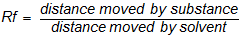 Rf = distance moved by substance
distance moved by solvent